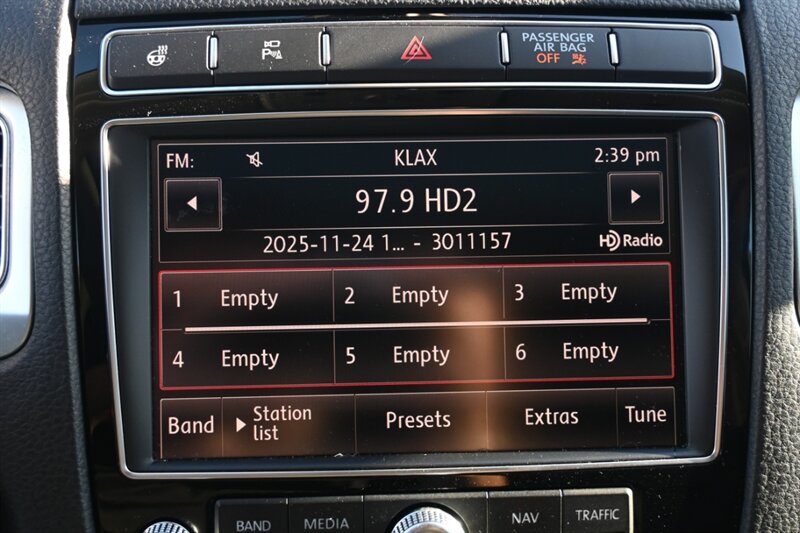 P
PASSENGER
AIR BAG
OFF
FM: KLAX 2:39 pm
97.9 HD2
2025-11-24 1... - 3011157 HD Radio
1 Empty 2 Empty 3 Empty
4 Empty 5 Empty 6 Empty
Band Station list Presets Extras Tune
BAND MEDIA NAV TRAFFIC